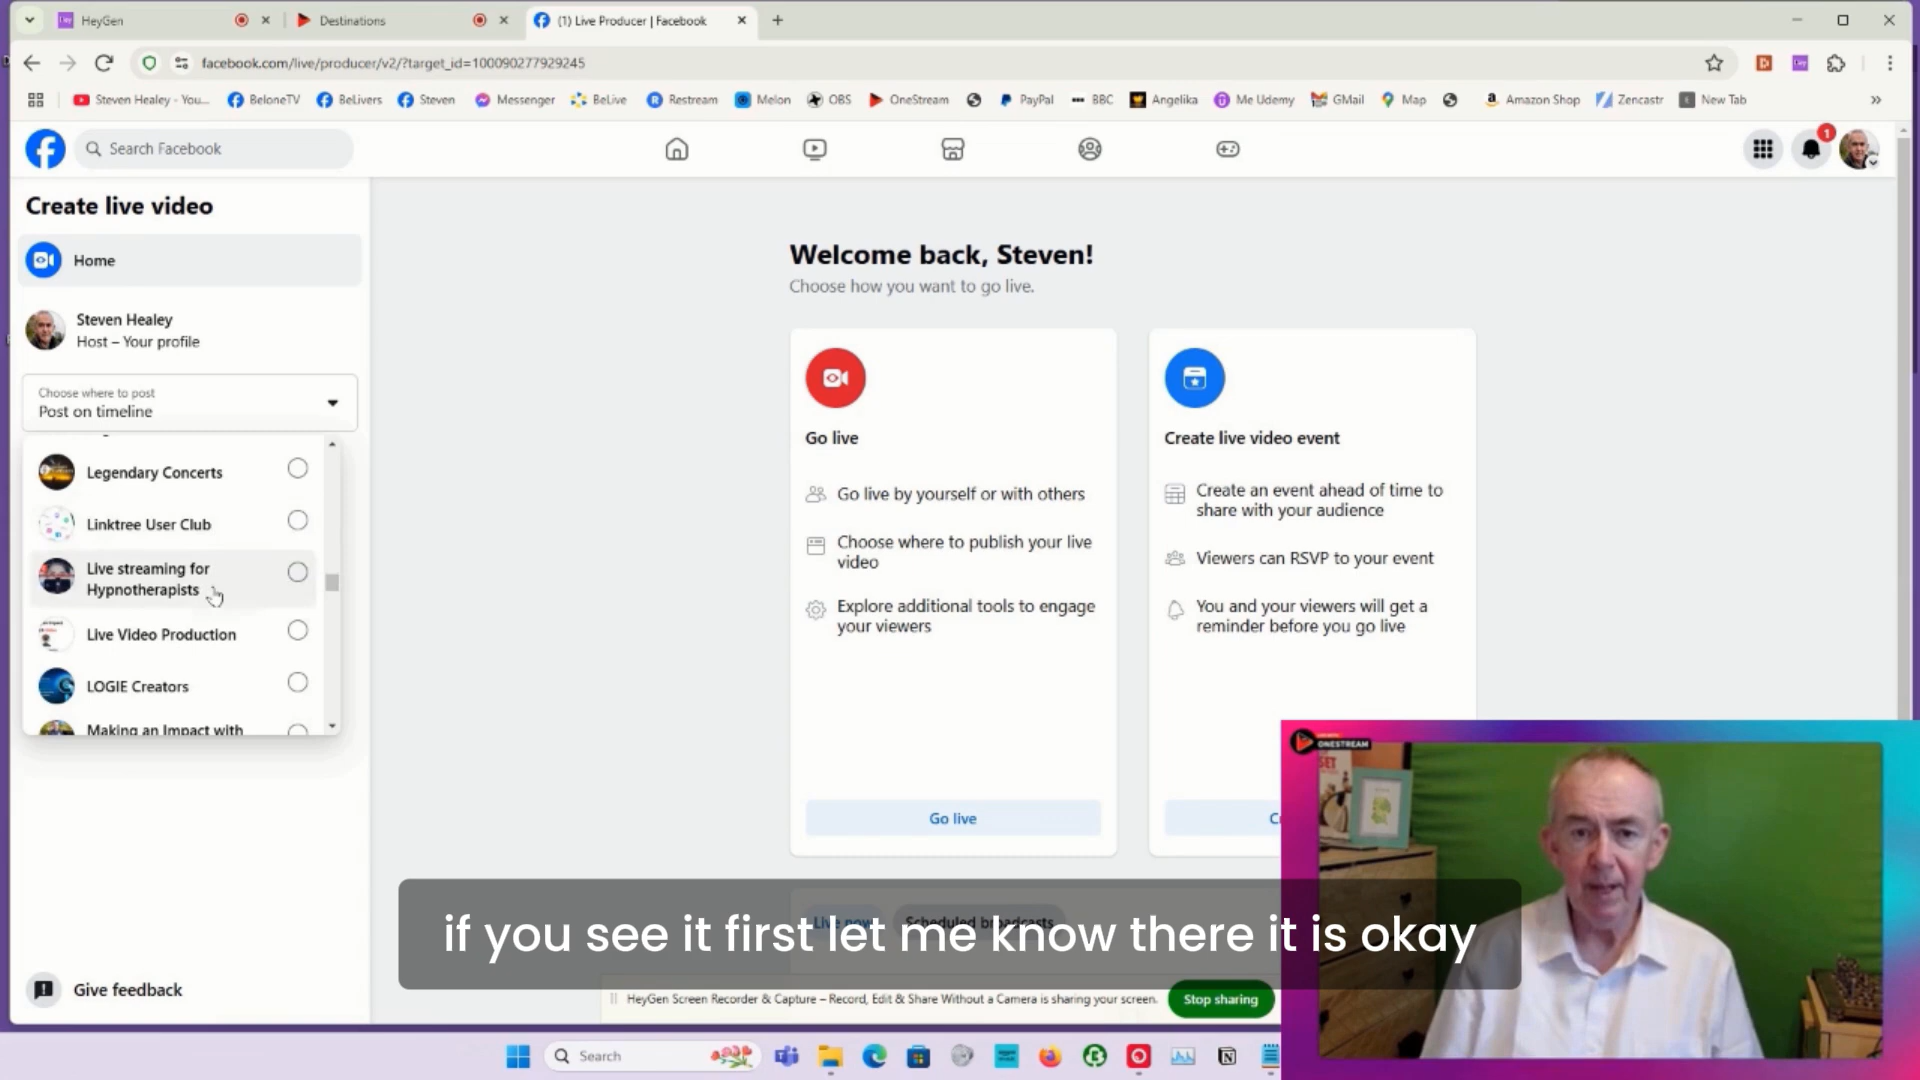 HeyGen
Destinations
(1) Live Producer | Facebook
facebook.com/live/producer/v2/?target_id=100090277929245
Steven Healey - You...
BeloneTV
BeLivers
Steven
Messenger
BeLive
Restream
Melon
OBS
OneStream
PayPal
BBC
Angelika
Me Udemy
GMail
Map
Amazon Shop
Zencastr
New Tab
Search Facebook
1
Create live video
Home
Steven Healey
Host – Your profile
Choose where to post
Post on timeline
Legendary Concerts
Linktree User Club
Live streaming for
Hypnotherapists
Live Video Production
LOGIE Creators
Making an Impact with
Give feedback
Welcome back, Steven!
Choose how you want to go live.
Go live
Go live by yourself or with others
Choose where to publish your live
video
Explore additional tools to engage
your viewers
Go live
Create live video event
Create an event ahead of time to
share with your audience
Viewers can RSVP to your event
You and your viewers will get a
reminder before you go live
ONESTREAM
Live now
Scheduled broadcasts
if you see it first let me know there it is okay
HeyGen Screen Recorder & Capture – Record, Edit & Share Without a Camera is sharing your screen.
Stop sharing
Search